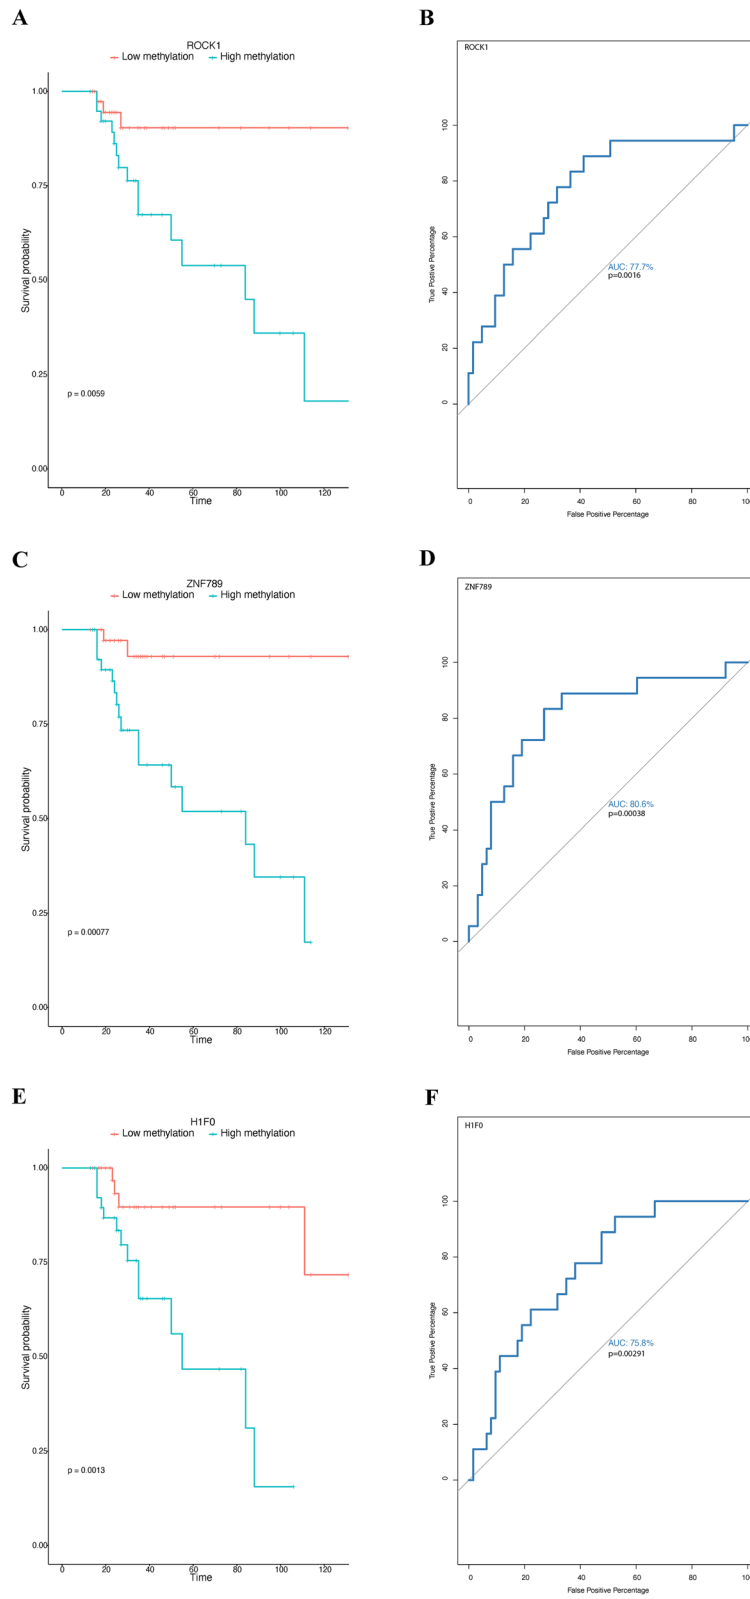 A
ROCK1
Low methylation High methylation
1.00
0.75
0.50
0.25
0.00
Survival probability
p = 0.0059
0 20 40 60 80 100 120
Time
B
ROCK1
100
80
60
40
20
0
True Postive Percentage
AUC: 77.7%
p=0.0016
0 20 40 60 80 100
False Positive Percentage
C
ZNF789
Low methylation High methylation
1.00
0.75
0.50
0.25
0.00
Survival probability
p = 0.00077
0 20 40 60 80 100 120
Time
D
ZNF789
100
80
60
40
20
0
True Postive Percentage
AUC: 80.6%
p=0.00038
0 20 40 60 80 100
False Positive Percentage
E
H1F0
Low methylation High methylation
1.00
0.75
0.50
0.25
0.00
Survival probability
p = 0.0013
0 20 40 60 80 100 120
Time
F
H1F0
100
80
60
40
20
0
True Postive Percentage
AUC: 75.8%
p=0.00291
0 20 40 60 80 100
False Positive Percentage